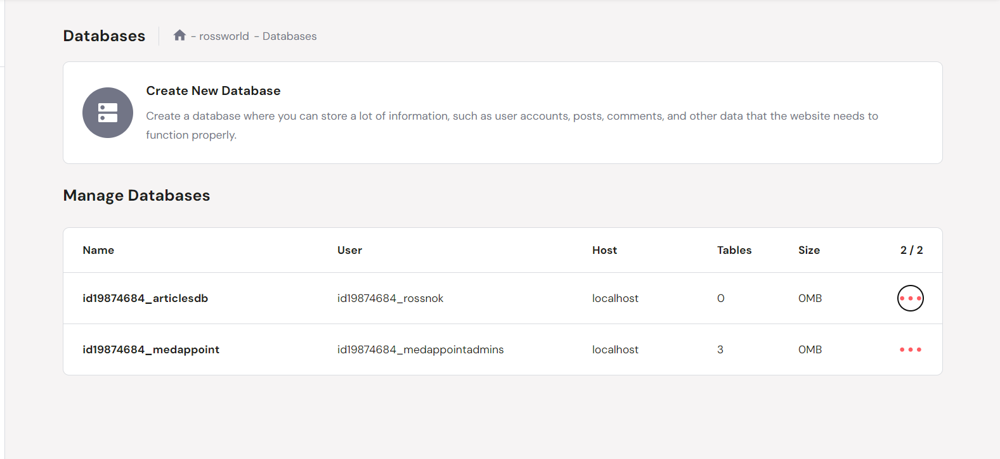 Databases - rossworld - Databases
Create New Database
Create a database where you can store a lot of information, such as user accounts, posts, comments, and other data that the website needs to
function properly.
Manage Databases
Name User Host Tables Size 2 / 2
id19874684_articlesdb id19874684_rossnok localhost 0 0MB
id19874684_medappoint id19874684_medappointadmins localhost 3 0MB